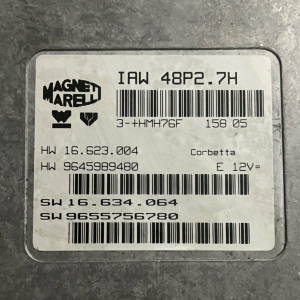 MAGNETI
MARELLI
IAW 48P2.7H
3-++HMH76F 158 05
HW 16.623.004 Corbetta
HW 9645989480 E 12V=
SW 16.634.064
SW 9655756780